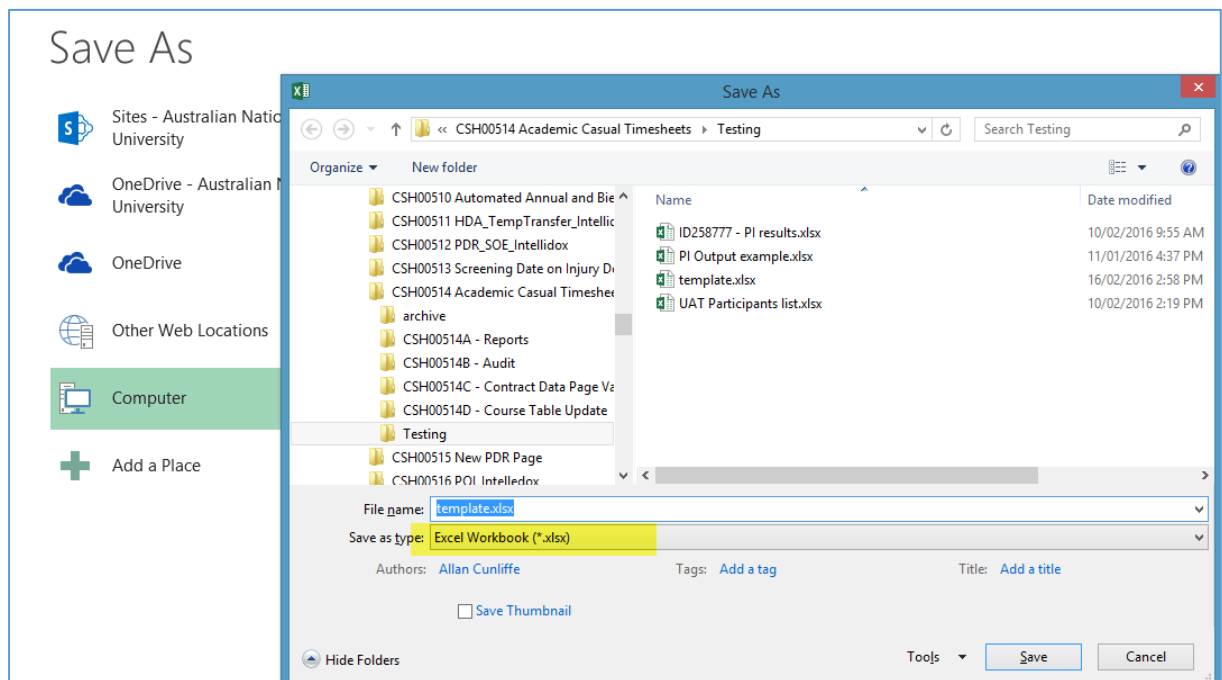 Save As
Sites - Australian Natio
University
OneDrive - Australian
University
OneDrive
Other Web Locations
Computer
Add a Place
Save As
« CSH00514 Academic Casual Timesheets Testing
Search Testing
Organize
New folder
CSH00510 Automated Annual and Bie
CSH00511 HDA_TempTransfer_Intellic
CSH00512 PDR_SOE_Intellidox
CSH00513 Screening Date on Injury D
CSH00514 Academic Casual Timeshee
archive
CSH00514A - Reports
CSH00514B - Audit
CSH00514C - Contract Data Page Va
CSH00514D - Course Table Update
Testing
CSH00515 New PDR Page
CSH00516 POI Intelledox
Name Date modified
ID258777 - PI results.xlsx 10/02/2016 9:55 AM
PI Output example.xlsx 11/01/2016 4:37 PM
template.xlsx 16/02/2016 2:58 PM
UAT Participants list.xlsx 10/02/2016 2:19 PM
File name: template.xlsx
Save as type: Excel Workbook (*.xlsx)
Authors: Allan Cunliffe Tags: Add a tag Title: Add a title
Save Thumbnail
Hide Folders Tools Save Cancel